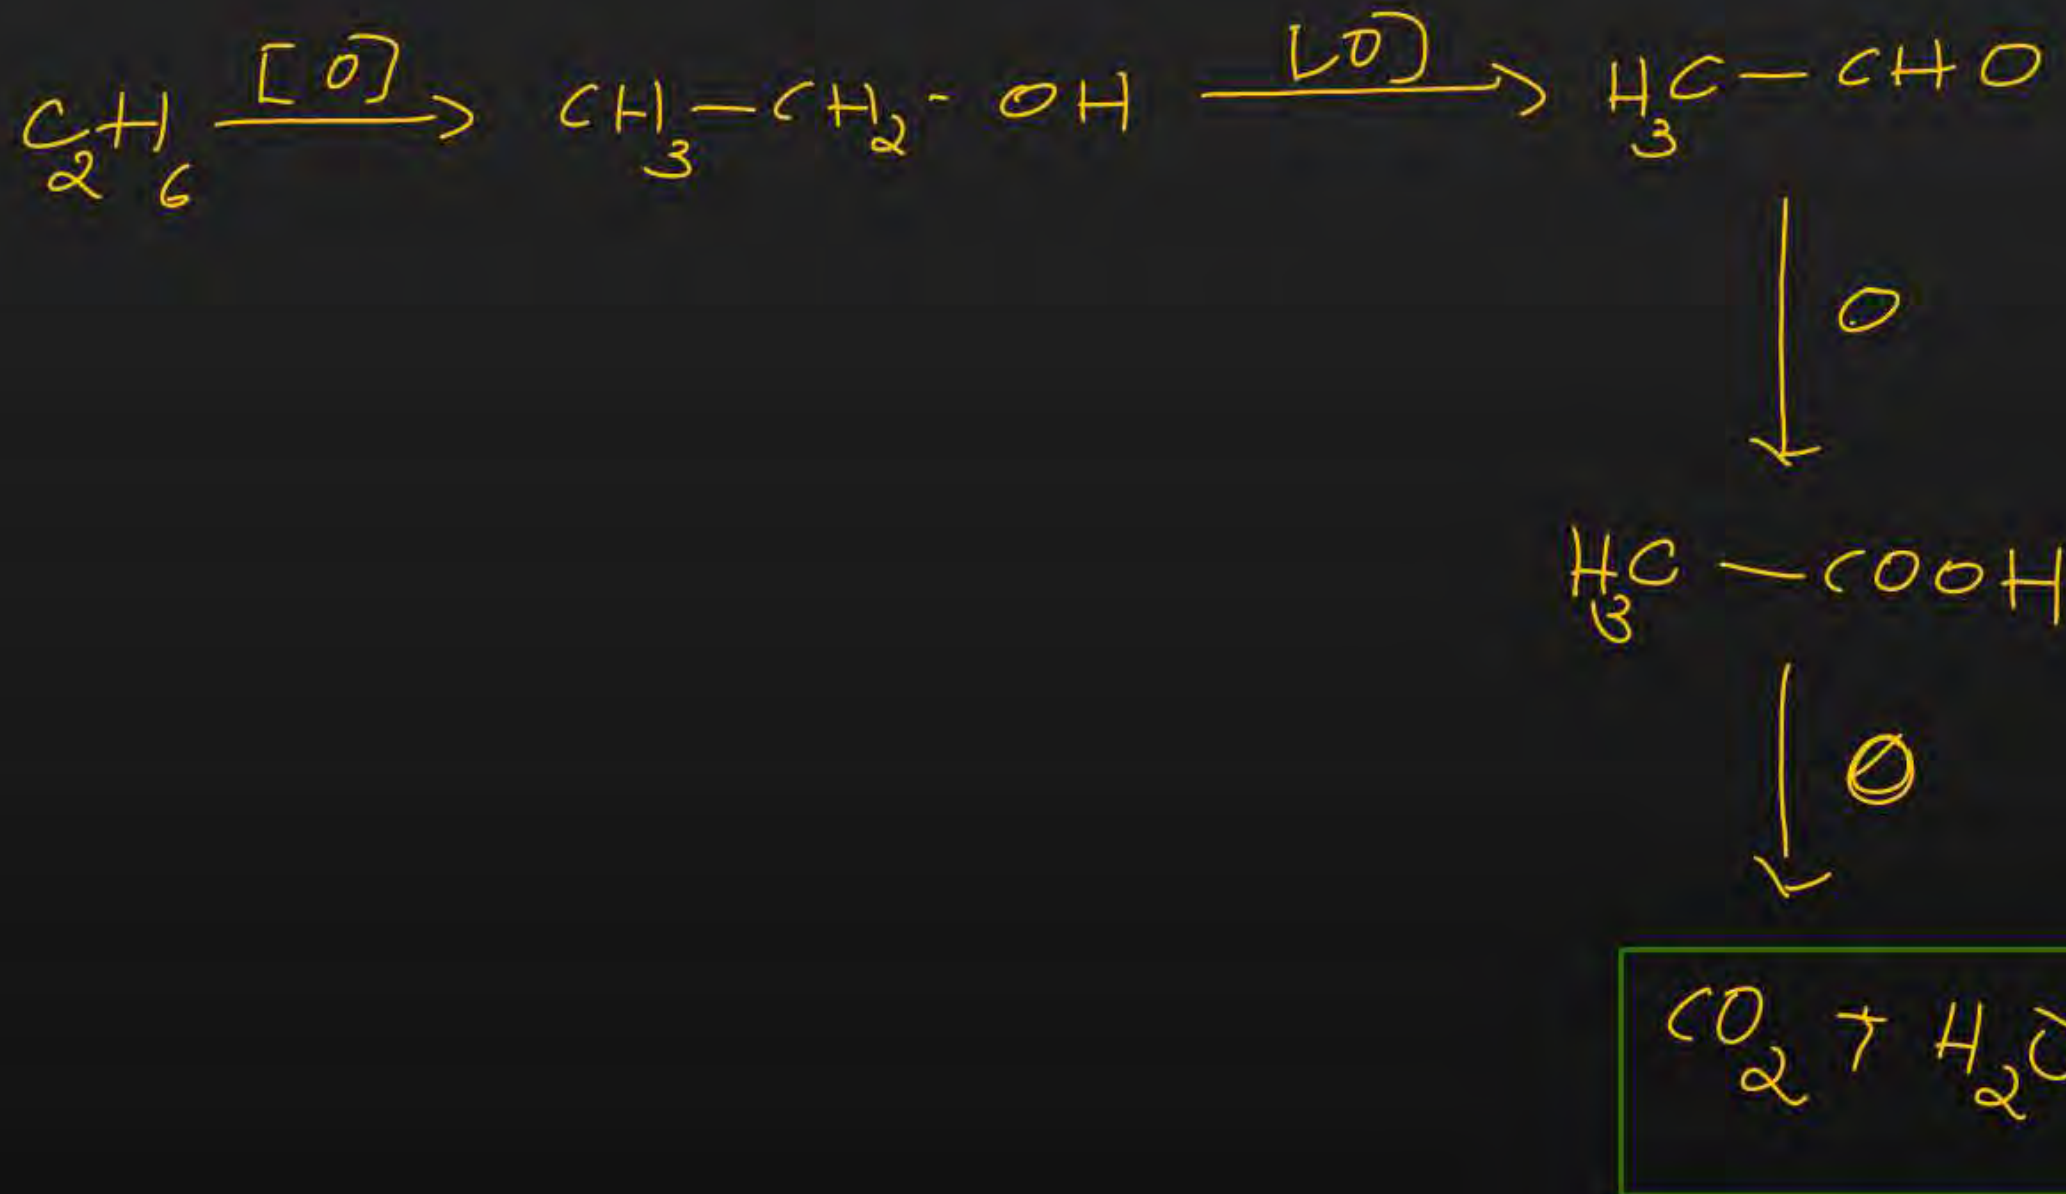 C₂H₆ [O]→ CH₃-CH₂-OH [O]→ H₃C-CHO
↓ O
H₃C-COOH
↓ O
CO₂ + H₂O